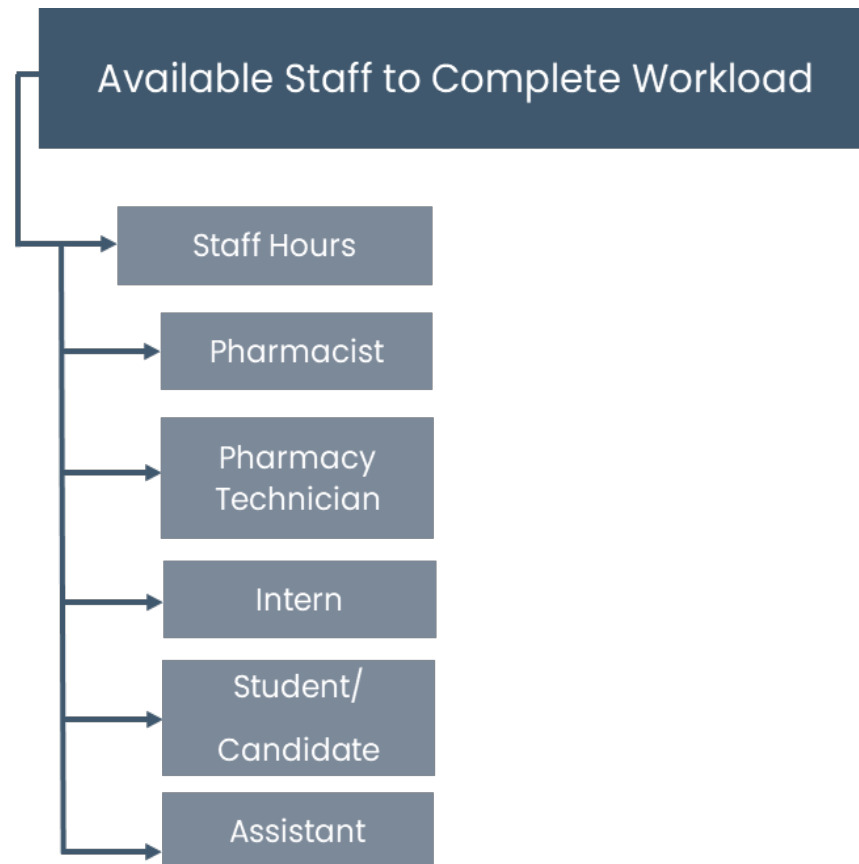 Available Staff to Complete Workload
Staff Hours
Pharmacist
Pharmacy
Technician
Intern
Student/
Candidate
Assistant